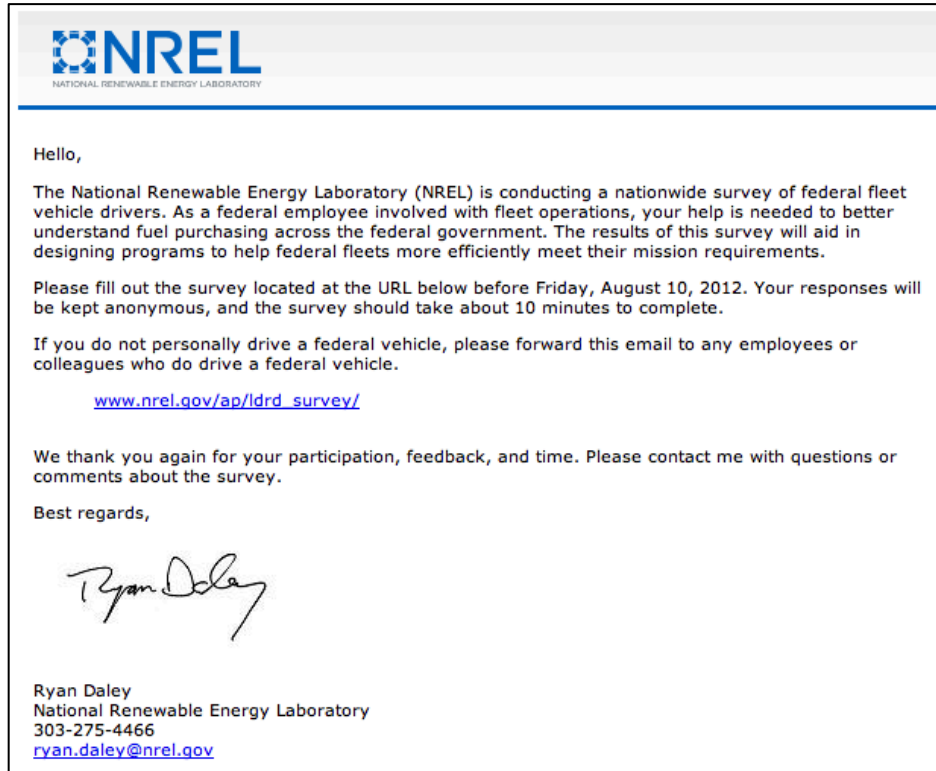 NREL
NATIONAL RENEWABLE ENERGY LABORATORY
Hello,
The National Renewable Energy Laboratory (NREL) is conducting a nationwide survey of federal fleet
vehicle drivers. As a federal employee involved with fleet operations, your help is needed to better
understand fuel purchasing across the federal government. The results of this survey will aid in
designing programs to help federal fleets more efficiently meet their mission requirements.
Please fill out the survey located at the URL below before Friday, August 10, 2012. Your responses will
be kept anonymous, and the survey should take about 10 minutes to complete.
If you do not personally drive a federal vehicle, please forward this email to any employees or
colleagues who do drive a federal vehicle.
www.nrel.gov/ap/ldrd_survey/
We thank you again for your participation, feedback, and time. Please contact me with questions or
comments about the survey.
Best regards,
Ryan Daley
Ryan Daley
National Renewable Energy Laboratory
303-275-4466
ryan.daley@nrel.gov